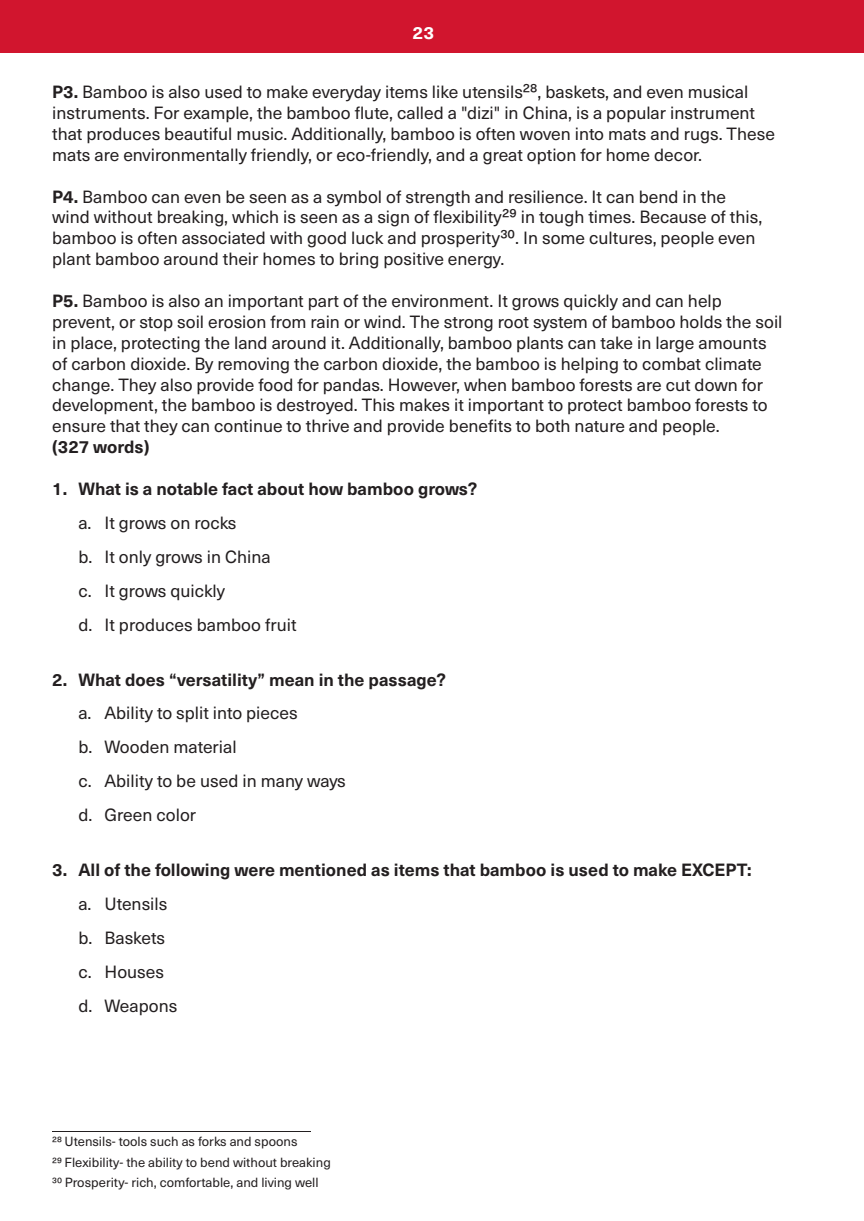 23
P3. Bamboo is also used to make everyday items like utensils²⁸, baskets, and even musical
instruments. For example, the bamboo flute, called a "dizi" in China, is a popular instrument
that produces beautiful music. Additionally, bamboo is often woven into mats and rugs. These
mats are environmentally friendly, or eco-friendly, and a great option for home decor.
P4. Bamboo can even be seen as a symbol of strength and resilience. It can bend in the
wind without breaking, which is seen as a sign of flexibility²⁹ in tough times. Because of this,
bamboo is often associated with good luck and prosperity³⁰. In some cultures, people even
plant bamboo around their homes to bring positive energy.
P5. Bamboo is also an important part of the environment. It grows quickly and can help
prevent, or stop soil erosion from rain or wind. The strong root system of bamboo holds the soil
in place, protecting the land around it. Additionally, bamboo plants can take in large amounts
of carbon dioxide. By removing the carbon dioxide, the bamboo is helping to combat climate
change. They also provide food for pandas. However, when bamboo forests are cut down for
development, the bamboo is destroyed. This makes it important to protect bamboo forests to
ensure that they can continue to thrive and provide benefits to both nature and people.
(327 words)
1. What is a notable fact about how bamboo grows?
a. It grows on rocks
b. It only grows in China
c. It grows quickly
d. It produces bamboo fruit
2. What does “versatility” mean in the passage?
a. Ability to split into pieces
b. Wooden material
c. Ability to be used in many ways
d. Green color
3. All of the following were mentioned as items that bamboo is used to make EXCEPT:
a. Utensils
b. Baskets
c. Houses
d. Weapons
²⁸ Utensils- tools such as forks and spoons
²⁹ Flexibility- the ability to bend without breaking
³⁰ Prosperity- rich, comfortable, and living well